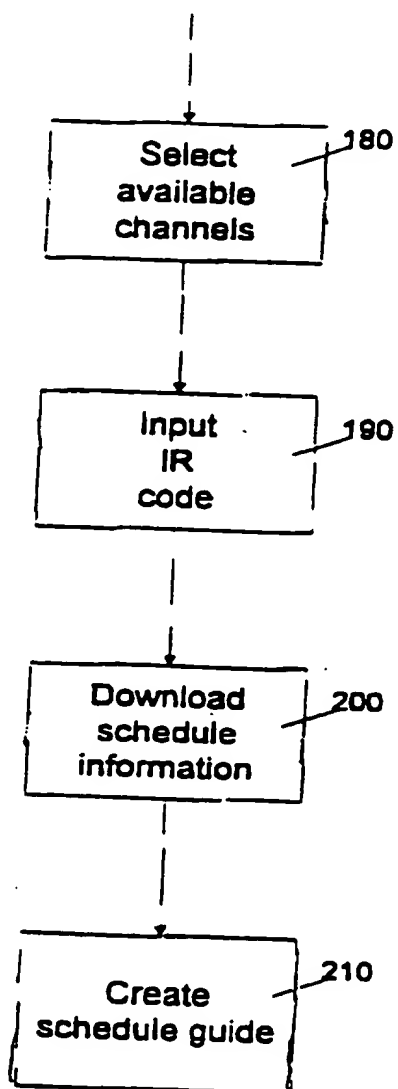 180
Select
available
channels
190
Input
IR
code
200
Download
schedule
information
210
Create
schedule guide